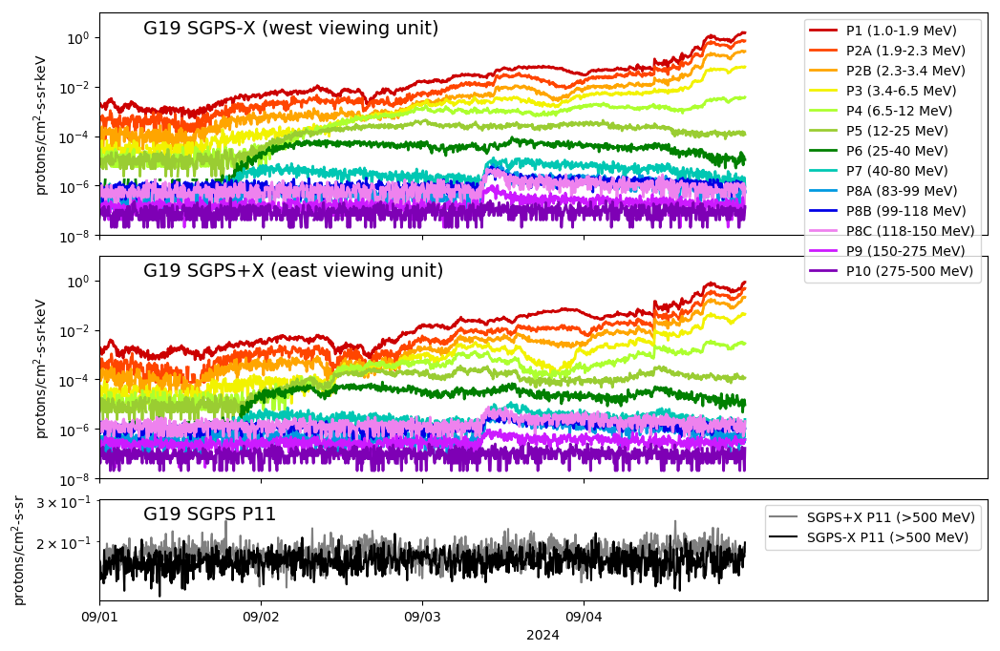 G19 SGPS-X (west viewing unit)
protons/cm²-s-sr-keV
10⁰
10⁻²
10⁻⁴
10⁻⁶
10⁻⁸
P1 (1.0-1.9 MeV)
P2A (1.9-2.3 MeV)
P2B (2.3-3.4 MeV)
P3 (3.4-6.5 MeV)
P4 (6.5-12 MeV)
P5 (12-25 MeV)
P6 (25-40 MeV)
P7 (40-80 MeV)
P8A (83-99 MeV)
P8B (99-118 MeV)
P8C (118-150 MeV)
P9 (150-275 MeV)
P10 (275-500 MeV)
G19 SGPS+X (east viewing unit)
protons/cm²-s-sr-keV
10⁰
10⁻²
10⁻⁴
10⁻⁶
10⁻⁸
G19 SGPS P11
protons/cm²-s-sr
3 × 10⁻¹
2 × 10⁻¹
SGPS+X P11 (>500 MeV)
SGPS-X P11 (>500 MeV)
09/01 09/02 09/03 09/04
2024